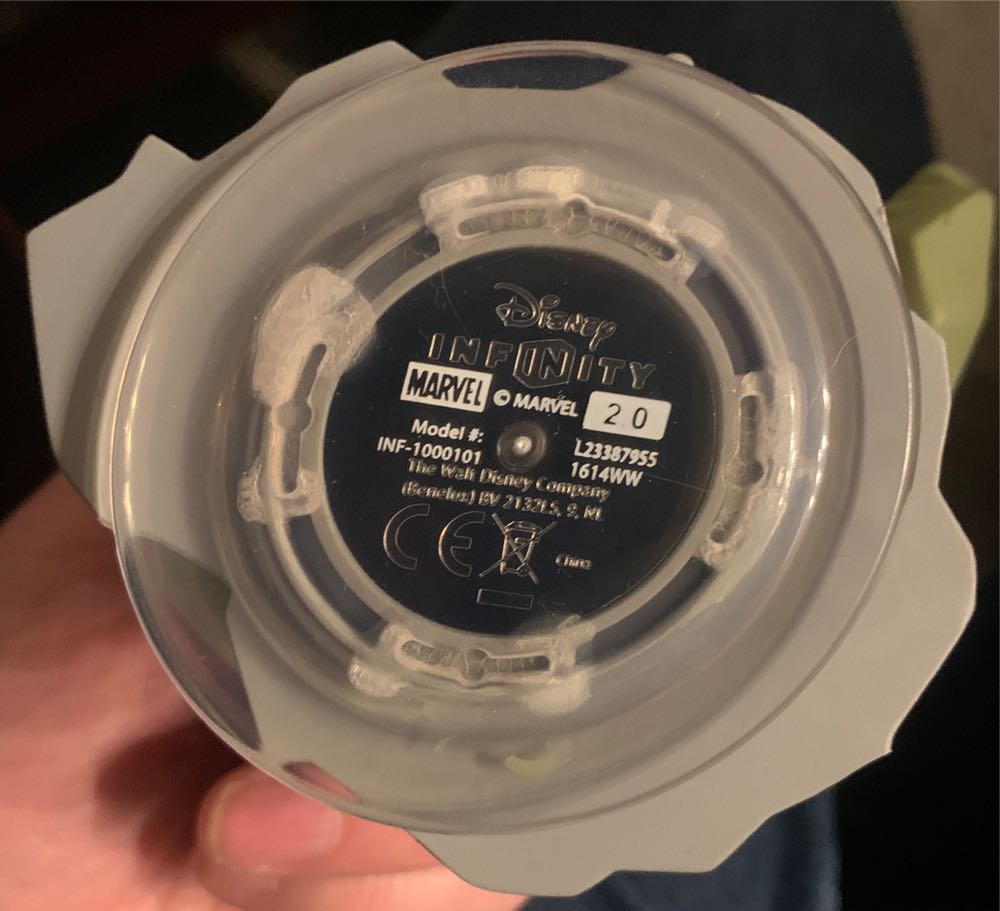 Disney
INFINITY
MARVEL © MARVEL 2.0
Model #: L23387955
INF-1000101 1614WW
The Walt Disney Company
(Benelux) BV 2132LS, 9, NL
CE
China